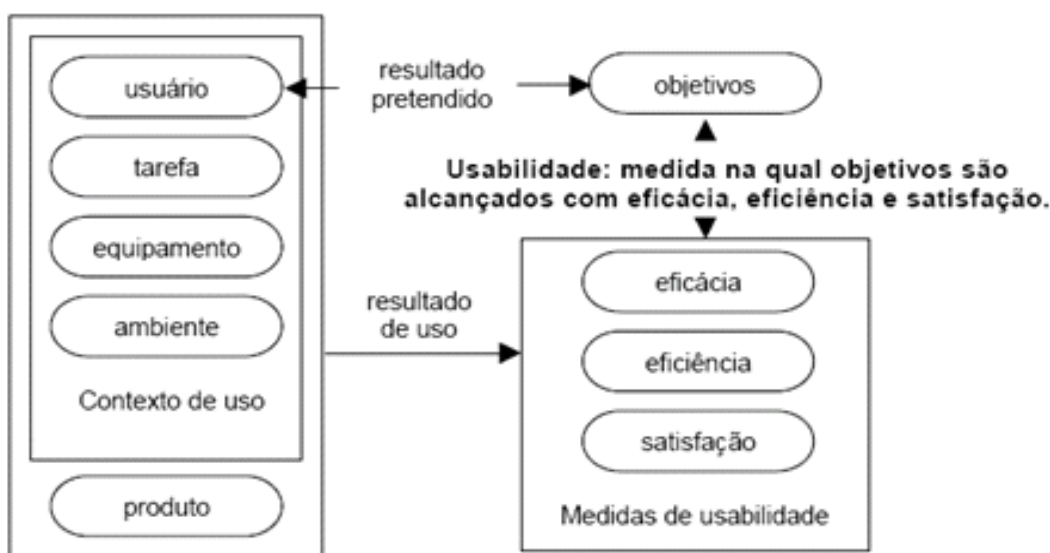 usuário
tarefa
equipamento
ambiente
Contexto de uso
produto
resultado
pretendido
objetivos
Usabilidade: medida na qual objetivos são
alcançados com eficácia, eficiência e satisfação.
resultado
de uso
eficácia
eficiência
satisfação
Medidas de usabilidade